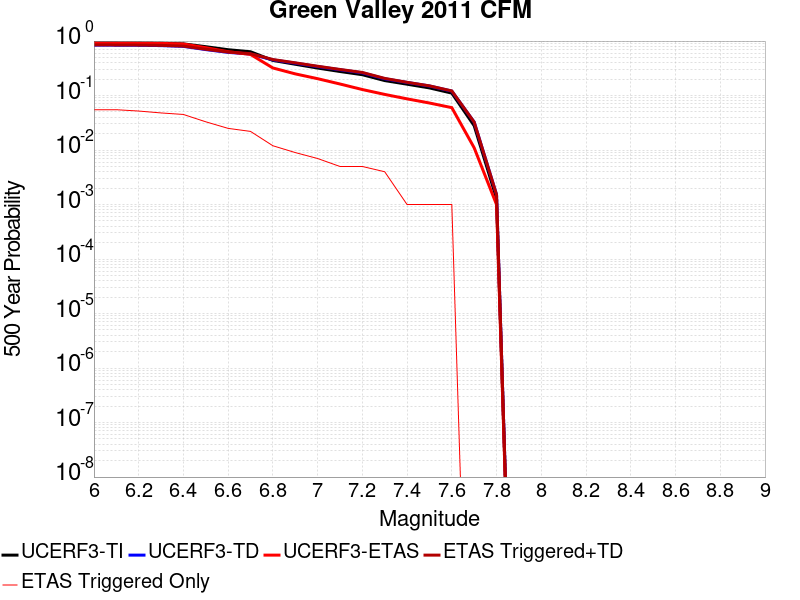 Green Valley 2011 CFM
10^0
10^-1
10^-2
10^-3
10^-4
10^-5
10^-6
10^-7
10^-8
500 Year Probability
6 6.2 6.4 6.6 6.8 7 7.2 7.4 7.6 7.8 8 8.2 8.4 8.6 8.8 9
Magnitude
UCERF3-TI UCERF3-TD UCERF3-ETAS ETAS Triggered+TD
ETAS Triggered Only